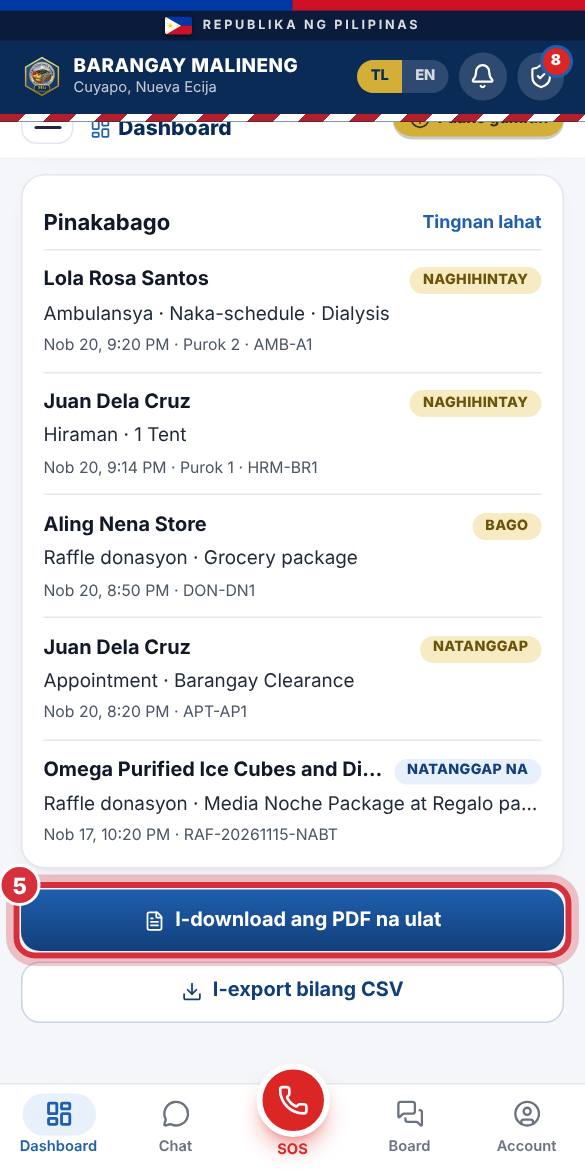 REPUBLIKA NG PILIPINAS
BARANGAY MALINENG
Cuyapo, Nueva Ecija
TL EN
8
Dashboard
Pinakabago
Tingnan lahat
Lola Rosa Santos
NAGHIHINTAY
Ambulansya · Naka-schedule · Dialysis
Nob 20, 9:20 PM · Purok 2 · AMB-A1
Juan Dela Cruz
NAGHIHINTAY
Hiraman · 1 Tent
Nob 20, 9:14 PM · Purok 1 · HRM-BR1
Aling Nena Store
BAGO
Raffle donasyon · Grocery package
Nob 20, 8:50 PM · DON-DN1
Juan Dela Cruz
NATANGGAP
Appointment · Barangay Clearance
Nob 20, 8:20 PM · APT-AP1
Omega Purified Ice Cubes and Di...
NATANGGAP NA
Raffle donasyon · Media Noche Package at Regalo pa...
Nob 17, 10:20 PM · RAF-20261115-NABT
5
I-download ang PDF na ulat
I-export bilang CSV
Dashboard
Chat
SOS
Board
Account